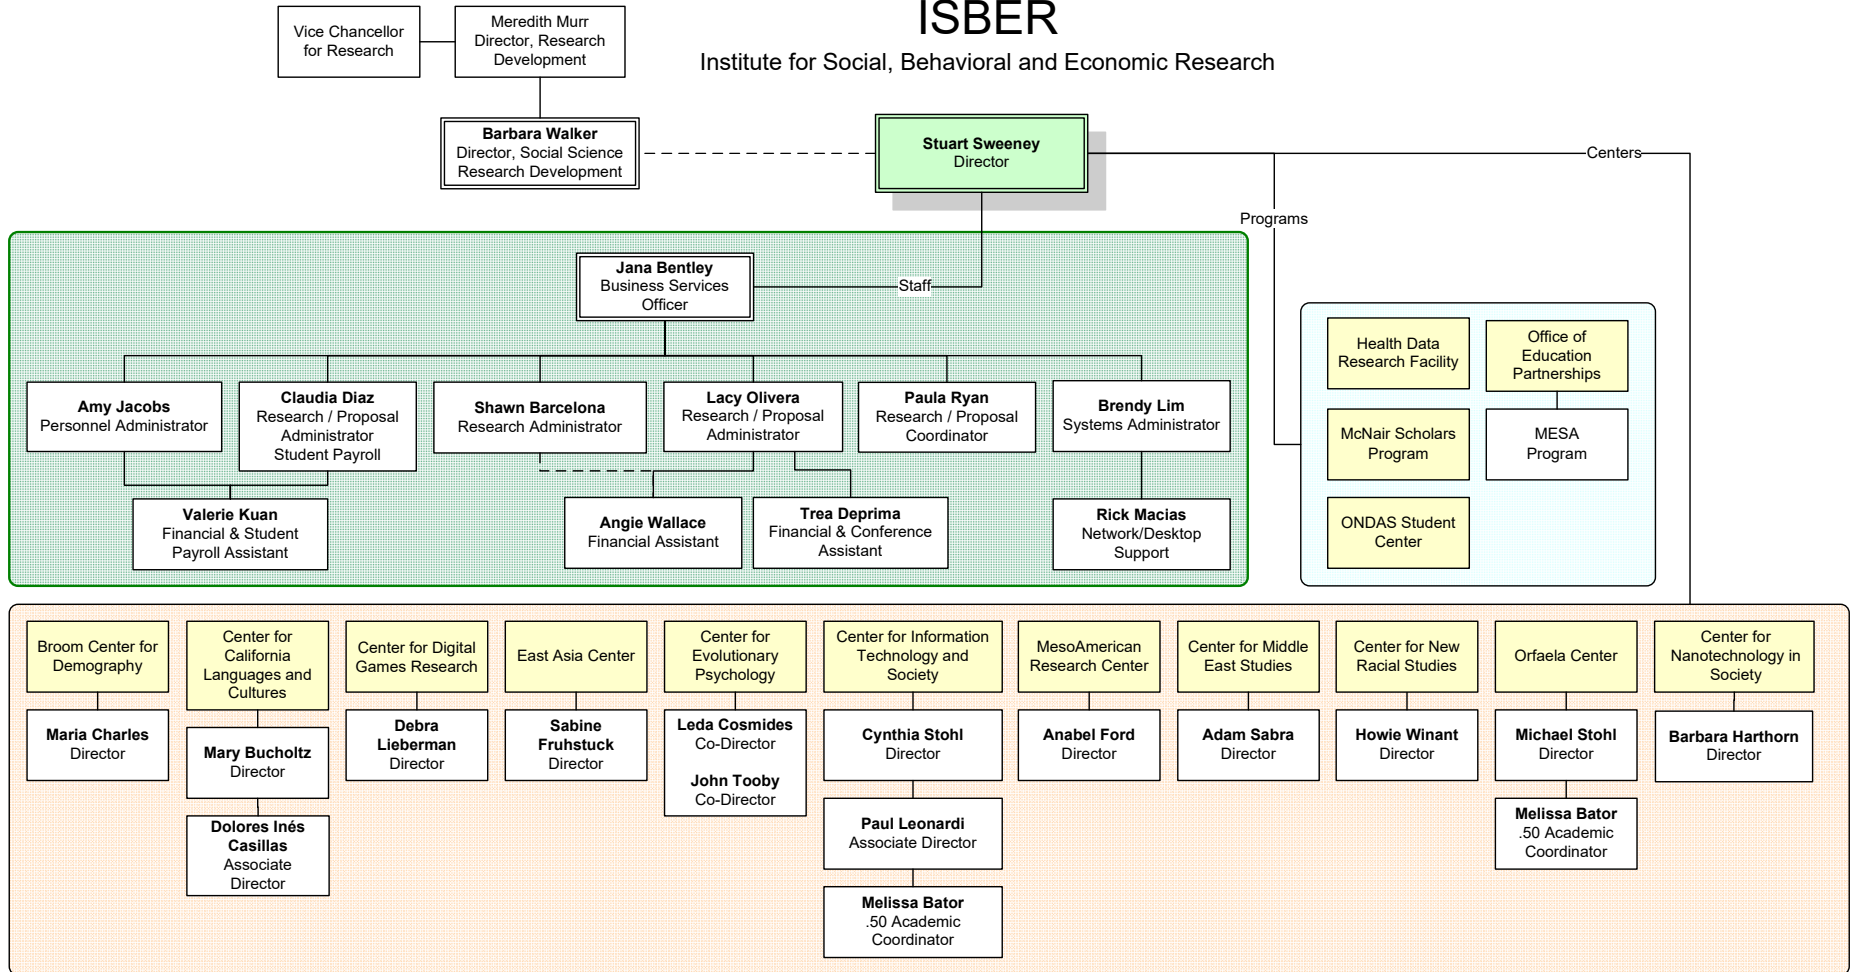 ISBER
Institute for Social, Behavioral and Economic Research
Vice Chancellor
for Research
Meredith Murr
Director, Research
Development
Barbara Walker
Director, Social Science
Research Development
Stuart Sweeney
Director
Centers
Programs
Staff
Jana Bentley
Business Services
Officer
Amy Jacobs
Personnel Administrator
Claudia Diaz
Research / Proposal
Administrator
Student Payroll
Shawn Barcelona
Research Administrator
Lacy Olivera
Research / Proposal
Administrator
Paula Ryan
Research / Proposal
Coordinator
Brendy Lim
Systems Administrator
Valerie Kuan
Financial & Student
Payroll Assistant
Angie Wallace
Financial Assistant
Trea Deprima
Financial & Conference
Assistant
Rick Macias
Network/Desktop
Support
Health Data
Research Facility
Office of
Education
Partnerships
McNair Scholars
Program
MESA
Program
ONDAS Student
Center
Broom Center for
Demography
Maria Charles
Director
Center for
California
Languages and
Cultures
Mary Bucholtz
Director
Dolores Inés
Casillas
Associate
Director
Center for Digital
Games Research
Debra
Lieberman
Director
East Asia Center
Sabine
Fruhstuck
Director
Center for
Evolutionary
Psychology
Leda Cosmides
Co-Director
John Tooby
Co-Director
Center for Information
Technology and
Society
Cynthia Stohl
Director
Paul Leonardi
Associate Director
Melissa Bator
.50 Academic
Coordinator
MesoAmerican
Research Center
Anabel Ford
Director
Center for Middle
East Studies
Adam Sabra
Director
Center for New
Racial Studies
Howie Winant
Director
Orfaela Center
Michael Stohl
Director
Melissa Bator
.50 Academic
Coordinator
Center for
Nanotechnology in
Society
Barbara Harthorn
Director